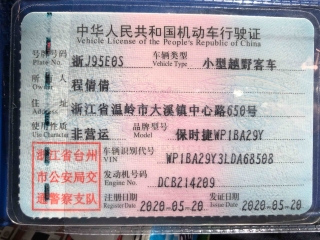 中华人民共和国机动车行驶证
Vehicle License of the People's Republic of China
号牌号码 浙J95E0S 车辆类型 Vehicle Type 小型越野客车
所有人 Owner 程倩倩
住址 Address 浙江省温岭市大溪镇中心路650号
使用性质 Use Character 非营运 品牌型号 Model 保时捷WP1BA29Y
浙江省台州市公安局交通警察支队
车辆识别代号 VIN WP1BA29Y3LDA68508
发动机号码 Engine No. DCB214209
注册日期 Register Date 2020-05-20 发证日期 Issue Date 2020-05-20